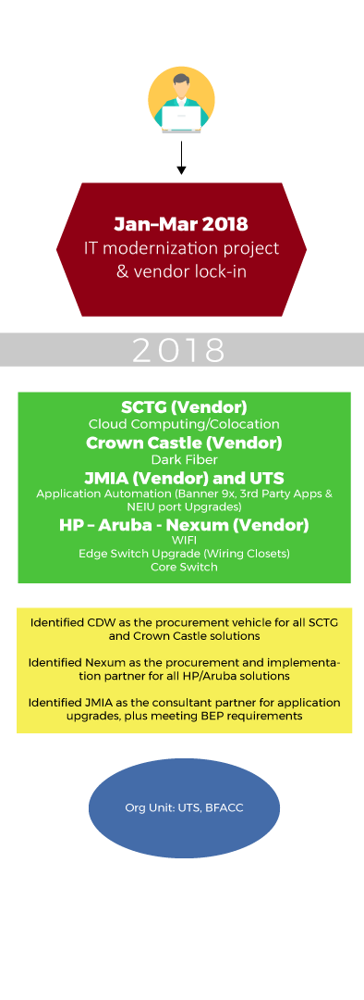 Jan–Mar 2018
IT modernization project
& vendor lock-in
2018
SCTG (Vendor)
Cloud Computing/Colocation
Crown Castle (Vendor)
Dark Fiber
JMIA (Vendor) and UTS
Application Automation (Banner 9x, 3rd Party Apps &
NEIU port Upgrades)
HP – Aruba - Nexum (Vendor)
WIFI
Edge Switch Upgrade (Wiring Closets)
Core Switch
Identified CDW as the procurement vehicle for all SCTG
and Crown Castle solutions
Identified Nexum as the procurement and implementa-
tion partner for all HP/Aruba solutions
Identified JMIA as the consultant partner for application
upgrades, plus meeting BEP requirements
Org Unit: UTS, BFACC